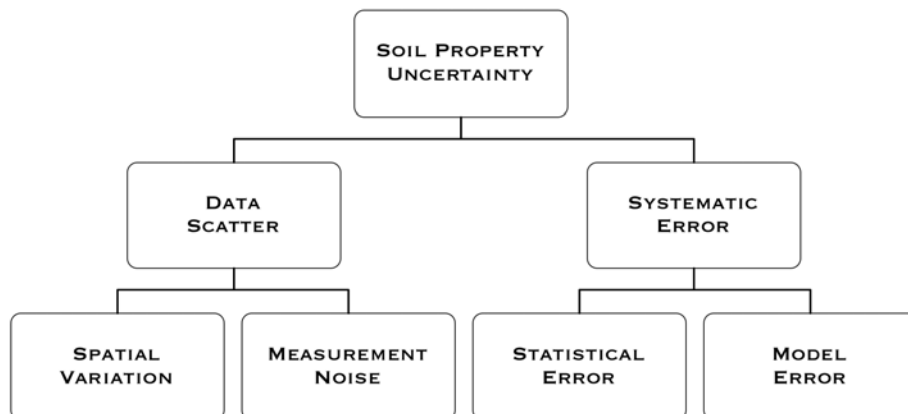 SOIL PROPERTY
UNCERTAINTY
DATA
SCATTER
SYSTEMATIC
ERROR
SPATIAL
VARIATION
MEASUREMENT
NOISE
STATISTICAL
ERROR
MODEL
ERROR